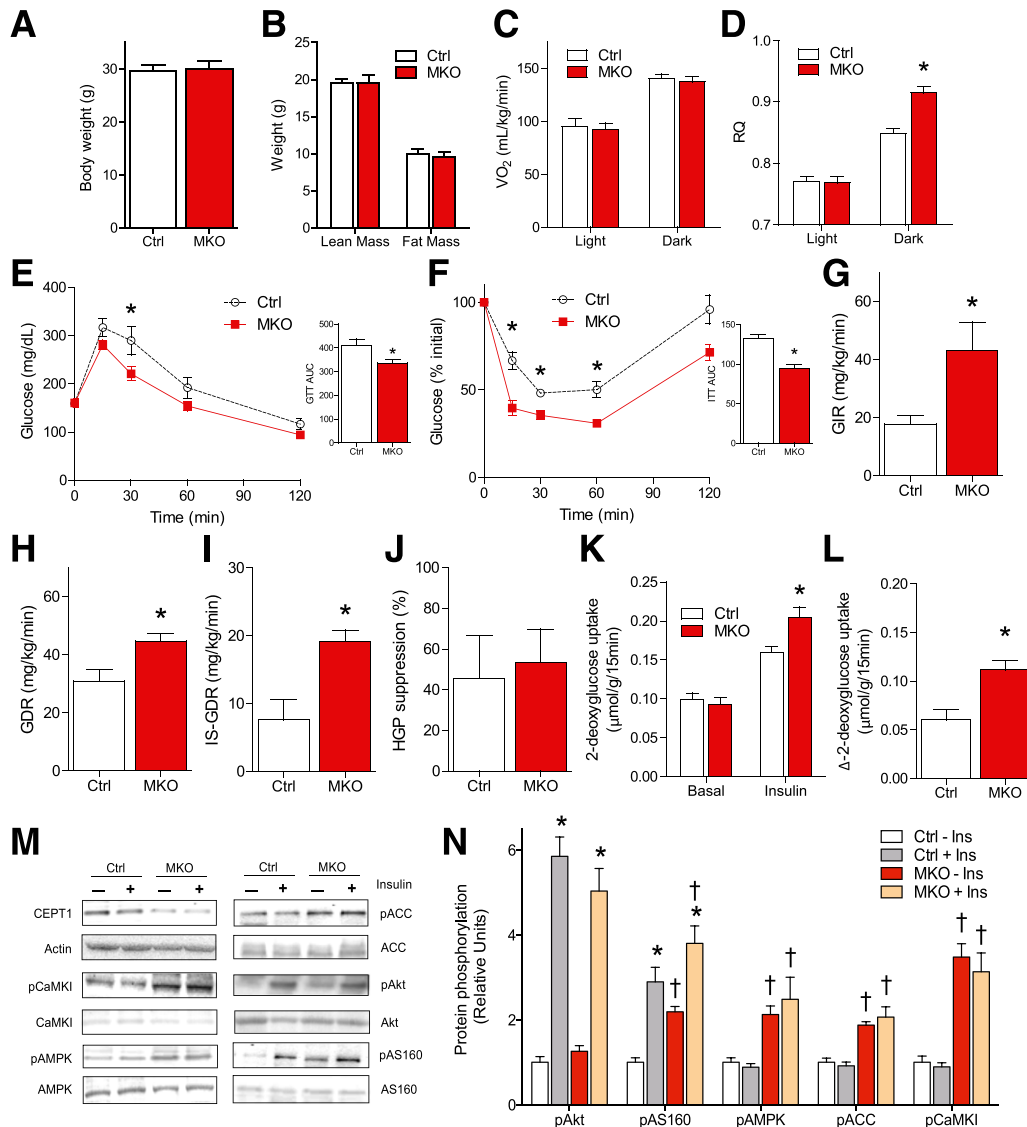 A
Body weight (g)
30
20
10
0
Ctrl MKO
B
Weight (g)
25
20
15
10
5
0
Ctrl
MKO
Lean Mass Fat Mass
C
VO2 (mL/kg/min)
150
100
50
0
Ctrl
MKO
Light Dark
D
RQ
1.0
0.9
0.8
0.7
Ctrl
MKO
*
Light Dark
E
Glucose (mg/dL)
400
300
200
100
0
*
Ctrl
MKO
0 30 60 90 120
Time (min)
GTT AUC
500
400
300
200
100
0
*
Ctrl MKO
F
Glucose (% initial)
100
50
0
* * *
Ctrl
MKO
0 30 60 90 120
Time (min)
ITT AUC
150
100
50
0
*
Ctrl MKO
G
GIR (mg/kg/min)
60
40
20
0
*
Ctrl MKO
H
GDR (mg/kg/min)
60
40
20
0
*
Ctrl MKO
I
IS-GDR (mg/kg/min)
30
20
10
0
*
Ctrl MKO
J
HGP suppression (%)
100
80
60
40
20
0
Ctrl MKO
K
2-deoxyglucose uptake
(µmol/g/15min)
0.25
0.20
0.15
0.10
0.05
0.00
Ctrl
MKO
*
Basal Insulin
L
Δ-2-deoxyglucose uptake
(µmol/g/15min)
0.20
0.15
0.10
0.05
0.00
*
Ctrl MKO
M
Ctrl MKO Ctrl MKO
— + — + — + — + Insulin
CEPT1 pACC
Actin ACC
pCaMKI pAkt
CaMKI Akt
pAMPK pAS160
AMPK AS160
N
Protein phosphorylation
(Relative Units)
6
4
2
0
Ctrl - Ins
Ctrl + Ins
MKO - Ins
MKO + Ins
* * * † † * † † † † † †
pAkt pAS160 pAMPK pACC pCaMKI